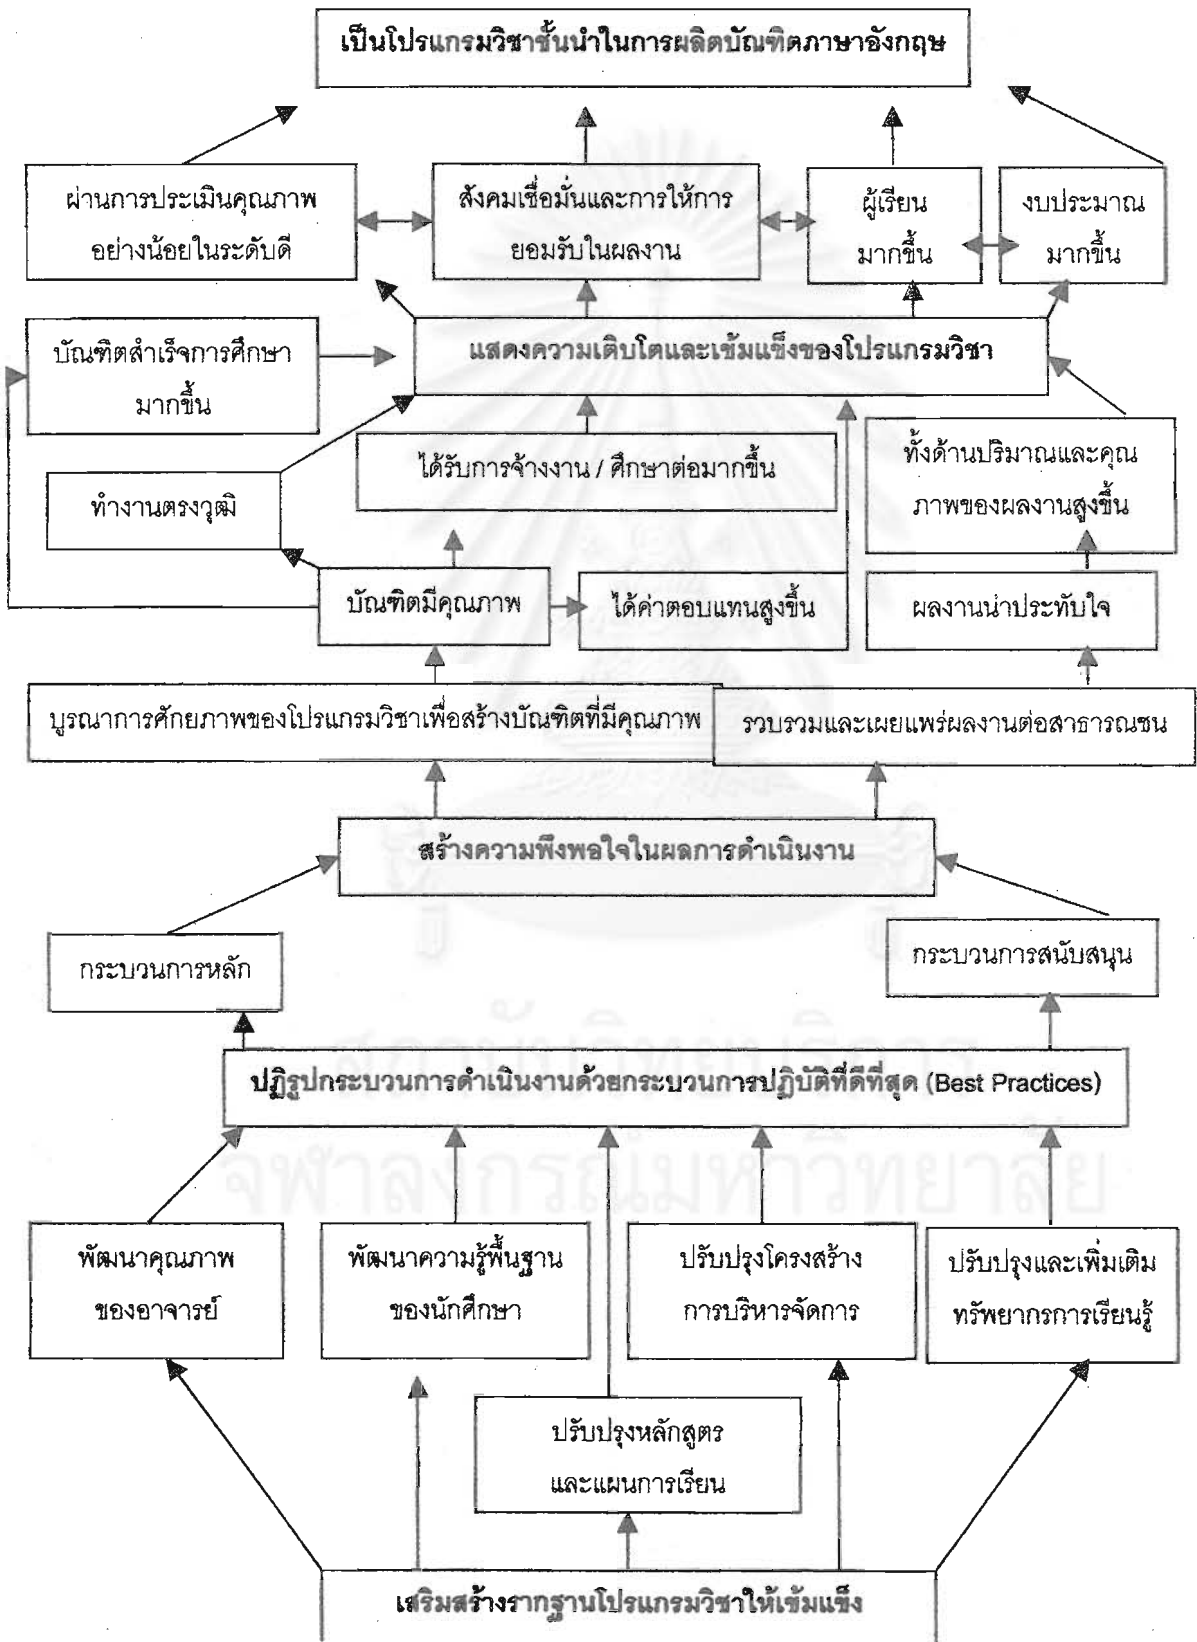 เป็นโปรแกรมวิชาชั้นนำในการผลิตบัณฑิตภาษาอังกฤษ
ผ่านการประเมินคุณภาพ
อย่างน้อยในระดับดี
สังคมเชื่อมั่นและการให้การ
ยอมรับในผลงาน
ผู้เรียน
มากขึ้น
งบประมาณ
มากขึ้น
บัณฑิตสำเร็จการศึกษา
มากขึ้น
แสดงความเติบโตและเข้มแข็งของโปรแกรมวิชา
ทำงานตรงวุฒิ
ได้รับการจ้างงาน / ศึกษาต่อมากขึ้น
ทั้งด้านปริมาณและคุณ
ภาพของผลงานสูงขึ้น
บัณฑิตมีคุณภาพ
ได้ค่าตอบแทนสูงขึ้น
ผลงานน่าประทับใจ
บูรณาการศักยภาพของโปรแกรมวิชาเพื่อสร้างบัณฑิตที่มีคุณภาพ
รวบรวมและเผยแพร่ผลงานต่อสาธารณชน
สร้างความพึงพอใจในผลการดำเนินงาน
กระบวนการหลัก
กระบวนการสนับสนุน
สถาบันวิทยบริการ
ปฏิรูปกระบวนการดำเนินงานด้วยกระบวนการปฏิบัติที่ดีที่สุด (Best Practices)
จุฬาลงกรณ์มหาวิทยาลัย
พัฒนาคุณภาพ
ของอาจารย์
พัฒนาความรู้พื้นฐาน
ของนักศึกษา
ปรับปรุงโครงสร้าง
การบริหารจัดการ
ปรับปรุงและเพิ่มเติม
ทรัพยากรการเรียนรู้
ปรับปรุงหลักสูตร
และแผนการเรียน
เสริมสร้างรากฐานโปรแกรมวิชาให้เข้มแข็ง